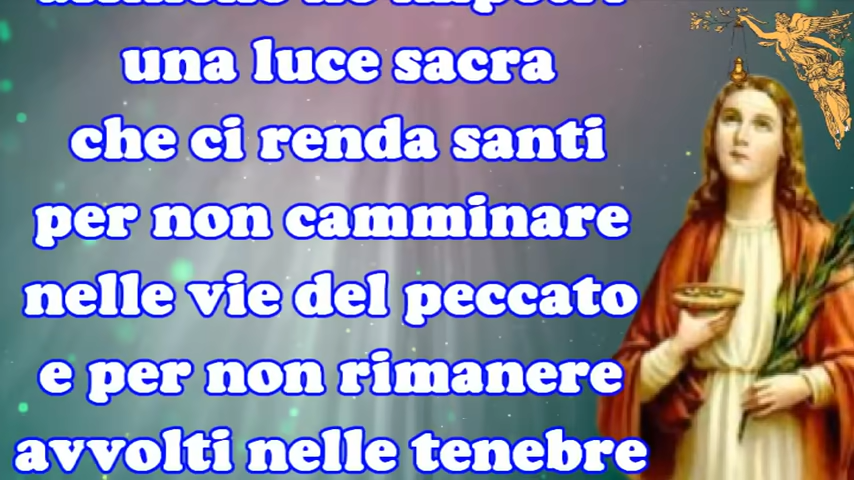 una luce sacra
che ci renda santi
per non camminare
nelle vie del peccato
e per non rimanere
avvolti nelle tenebre